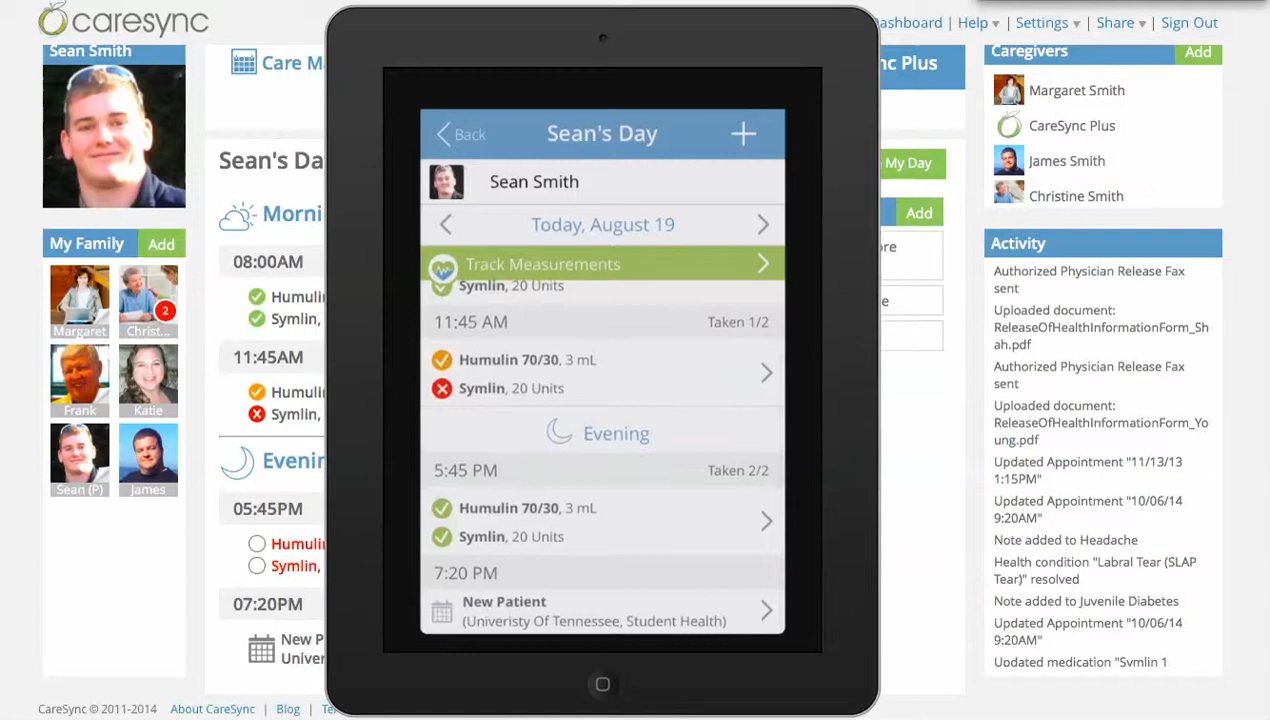 caresync
Dashboard | Help | Settings | Share | Sign Out
Sean Smith
My Family Add
Margaret
Christ...
2
Frank
Katie
Sean (P)
James
Care Ma
c Plus
Sean's Da
My Day
Morni
08:00AM
Humulin
Symlin,
11:45AM
Humuli
Symlin,
Evenin
05:45PM
Humuli
Symlin,
07:20PM
New P
Univer
Add
ore
e
Back Sean's Day +
Sean Smith
Today, August 19
Track Measurements
Symlin, 20 Units
11:45 AM Taken 1/2
Humulin 70/30, 3 mL
Symlin, 20 Units
Evening
5:45 PM Taken 2/2
Humulin 70/30, 3 mL
Symlin, 20 Units
7:20 PM
New Patient
(Univeristy Of Tennessee, Student Health)
Caregivers Add
Margaret Smith
CareSync Plus
James Smith
Christine Smith
Activity
Authorized Physician Release Fax
sent
Uploaded document:
ReleaseOfHealthInformationForm_Sh
ah.pdf
Authorized Physician Release Fax
sent
Uploaded document:
ReleaseOfHealthInformationForm_Yo
ung.pdf
Updated Appointment "11/13/13
1:15PM"
Updated Appointment "10/06/14
9:20AM"
Note added to Headache
Health condition "Labral Tear (SLAP
Tear)" resolved
Note added to Juvenile Diabetes
Updated Appointment "10/06/14
9:20AM"
Updated medication "Symlin 1
CareSync © 2011-2014 About CareSync | Blog | Ter